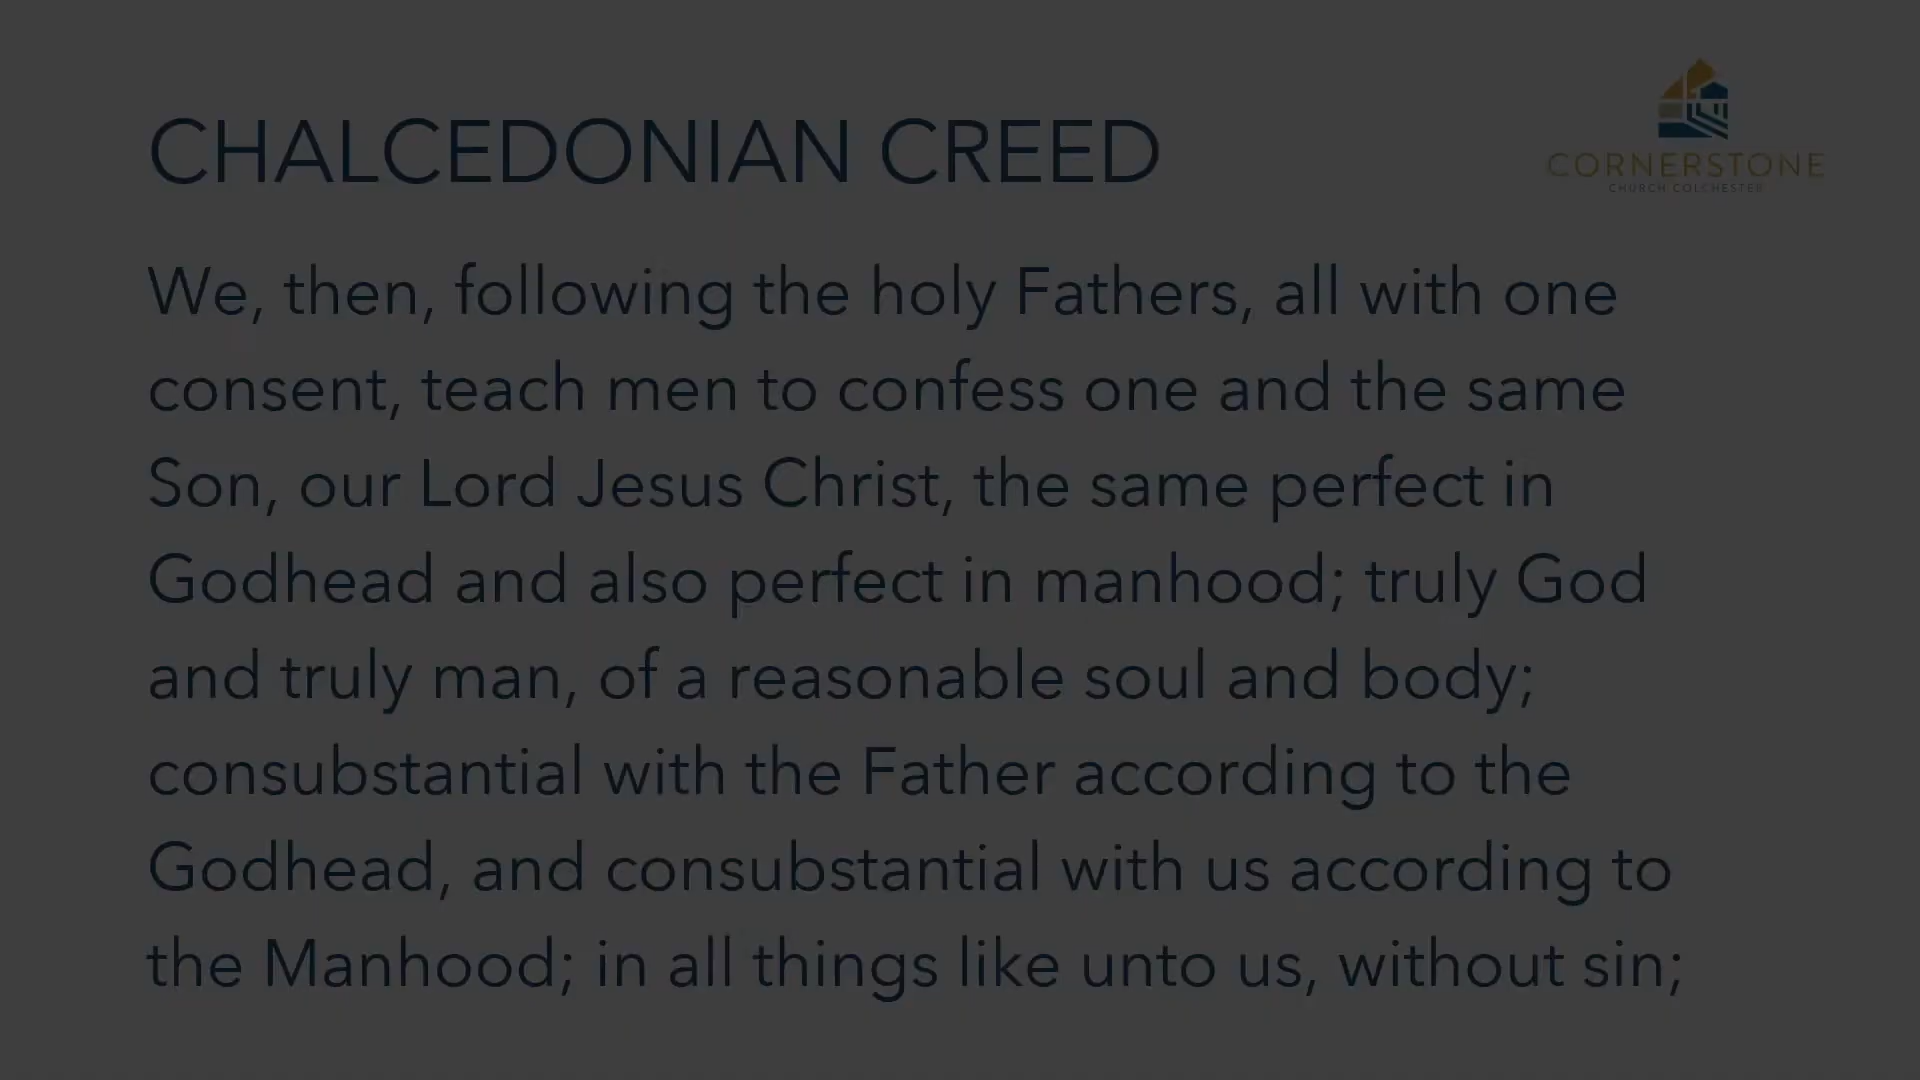 CHALCEDONIAN CREED
CORNERSTONE
CHURCH COLCHESTER
We, then, following the holy Fathers, all with one
consent, teach men to confess one and the same
Son, our Lord Jesus Christ, the same perfect in
Godhead and also perfect in manhood; truly God
and truly man, of a reasonable soul and body;
consubstantial with the Father according to the
Godhead, and consubstantial with us according to
the Manhood; in all things like unto us, without sin;